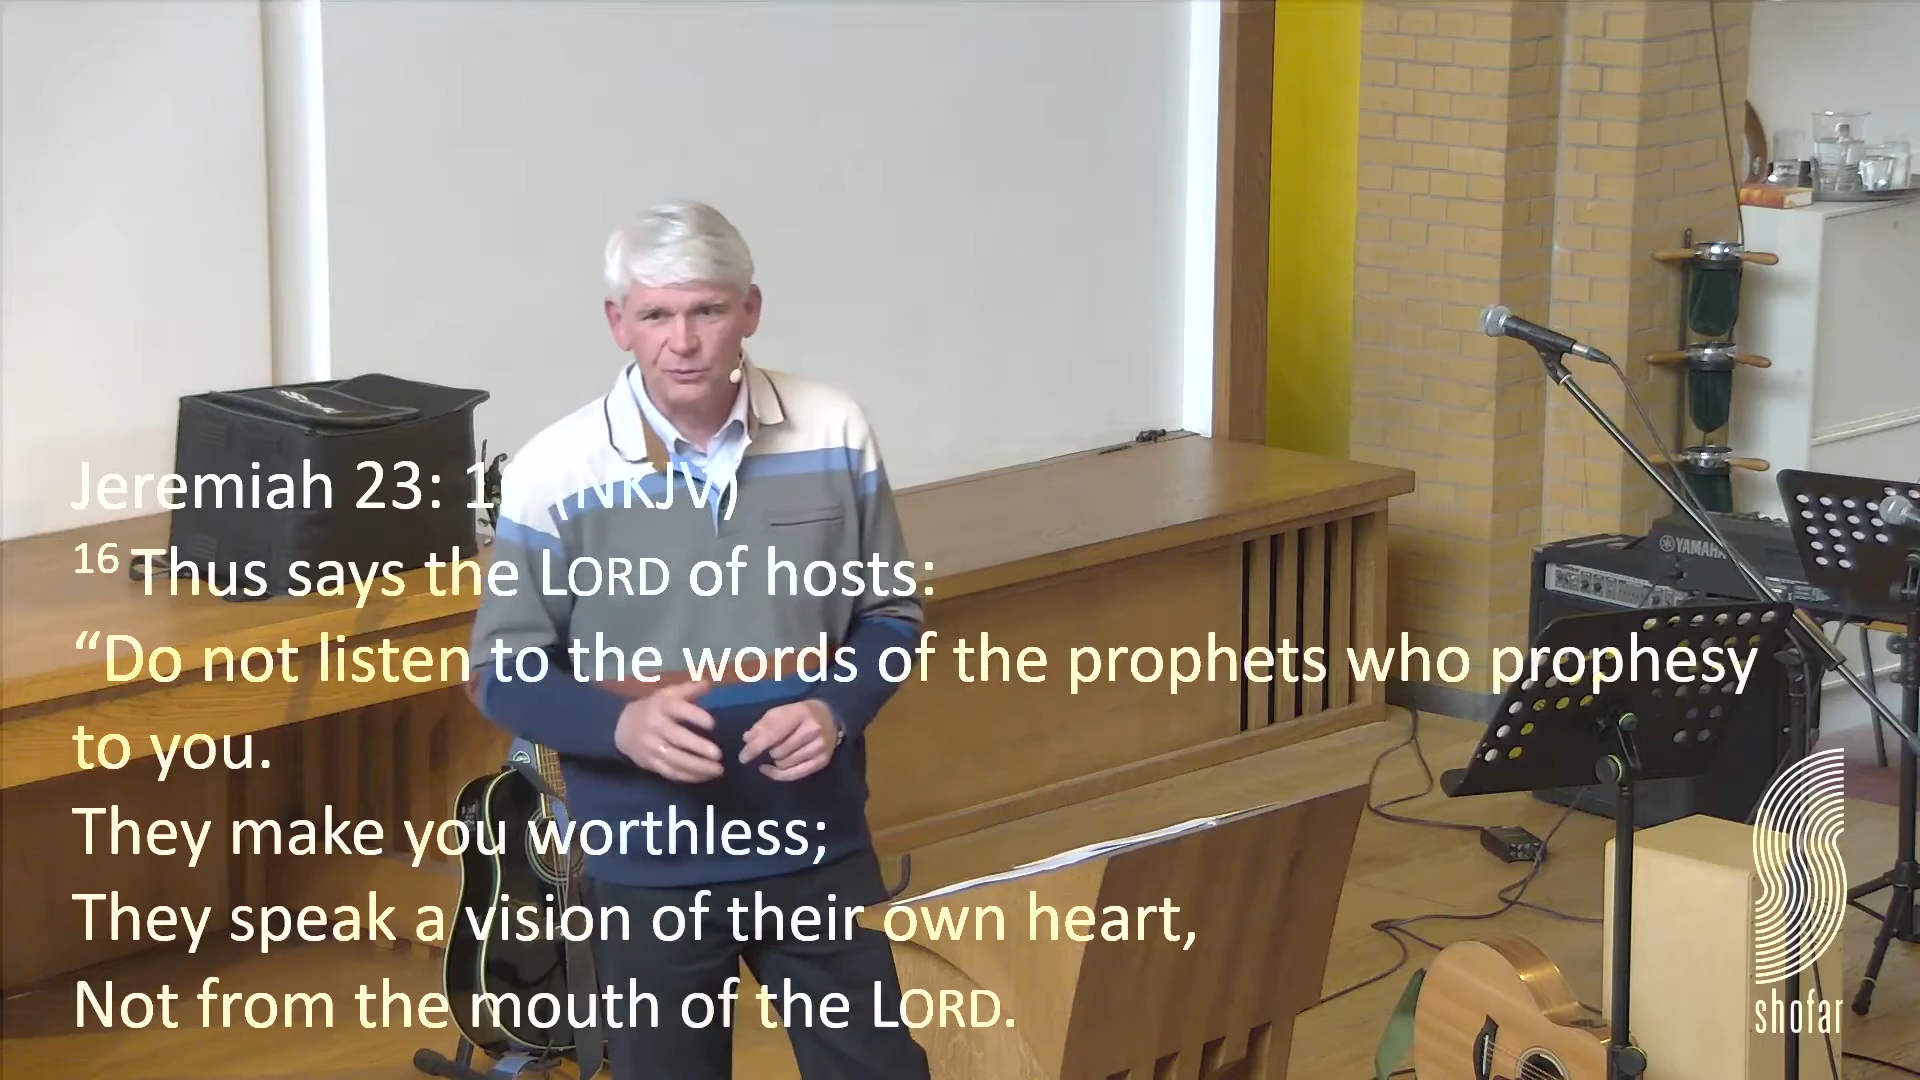 Jeremiah 23: 16 (NKJV)
16 Thus says the LORD of hosts:
“Do not listen to the words of the prophets who prophesy
to you.
They make you worthless;
They speak a vision of their own heart,
Not from the mouth of the LORD.
YAMAHA
shofar